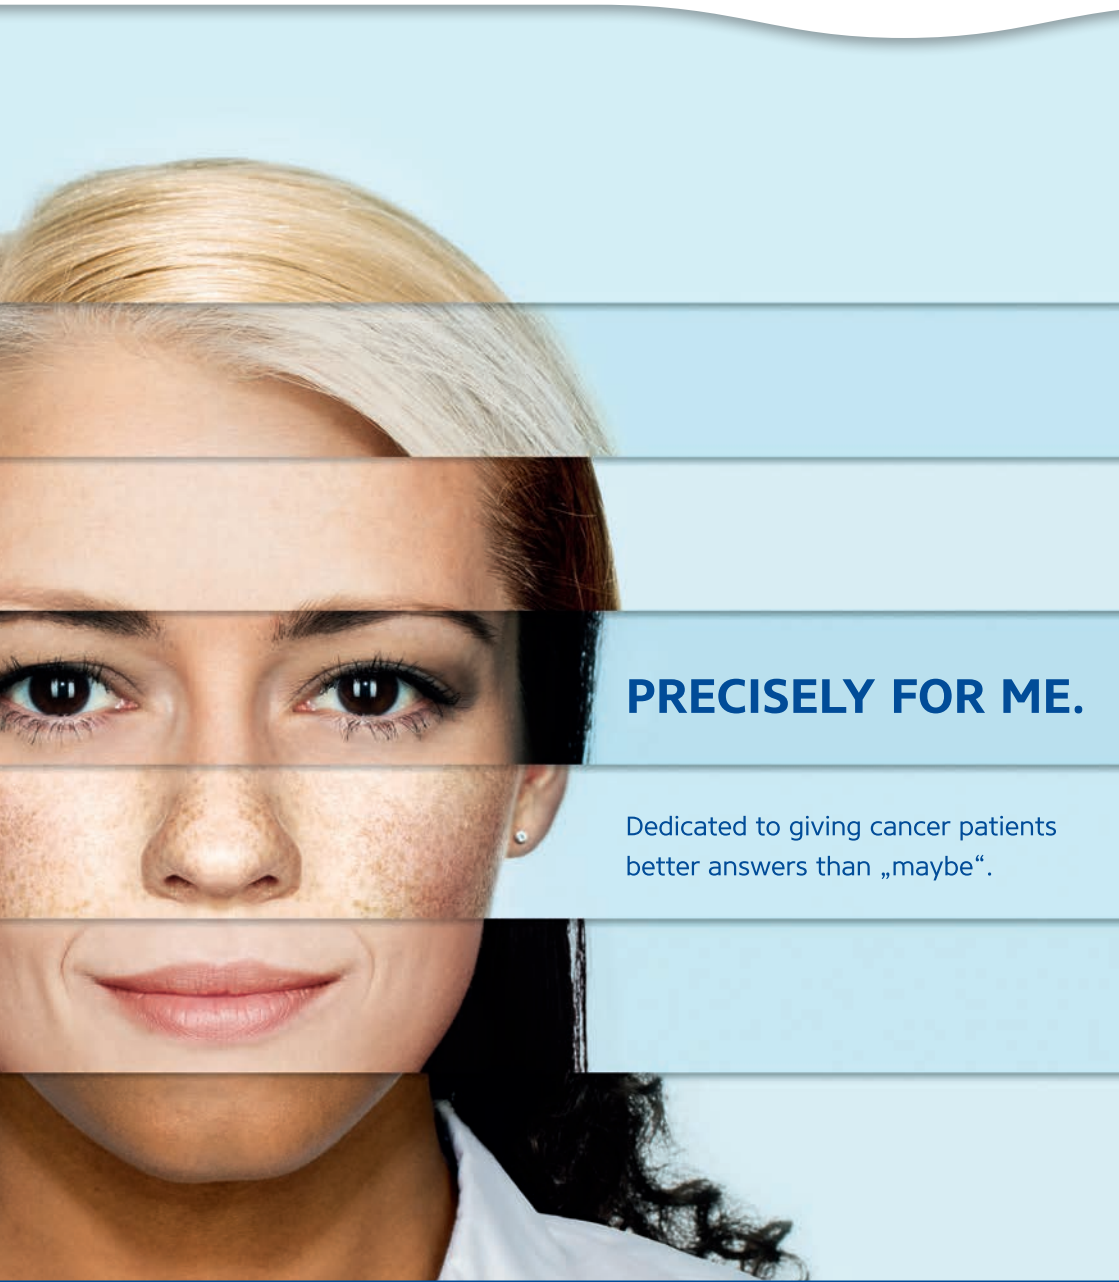 PRECISELY FOR ME.
Dedicated to giving cancer patients
better answers than „maybe“.